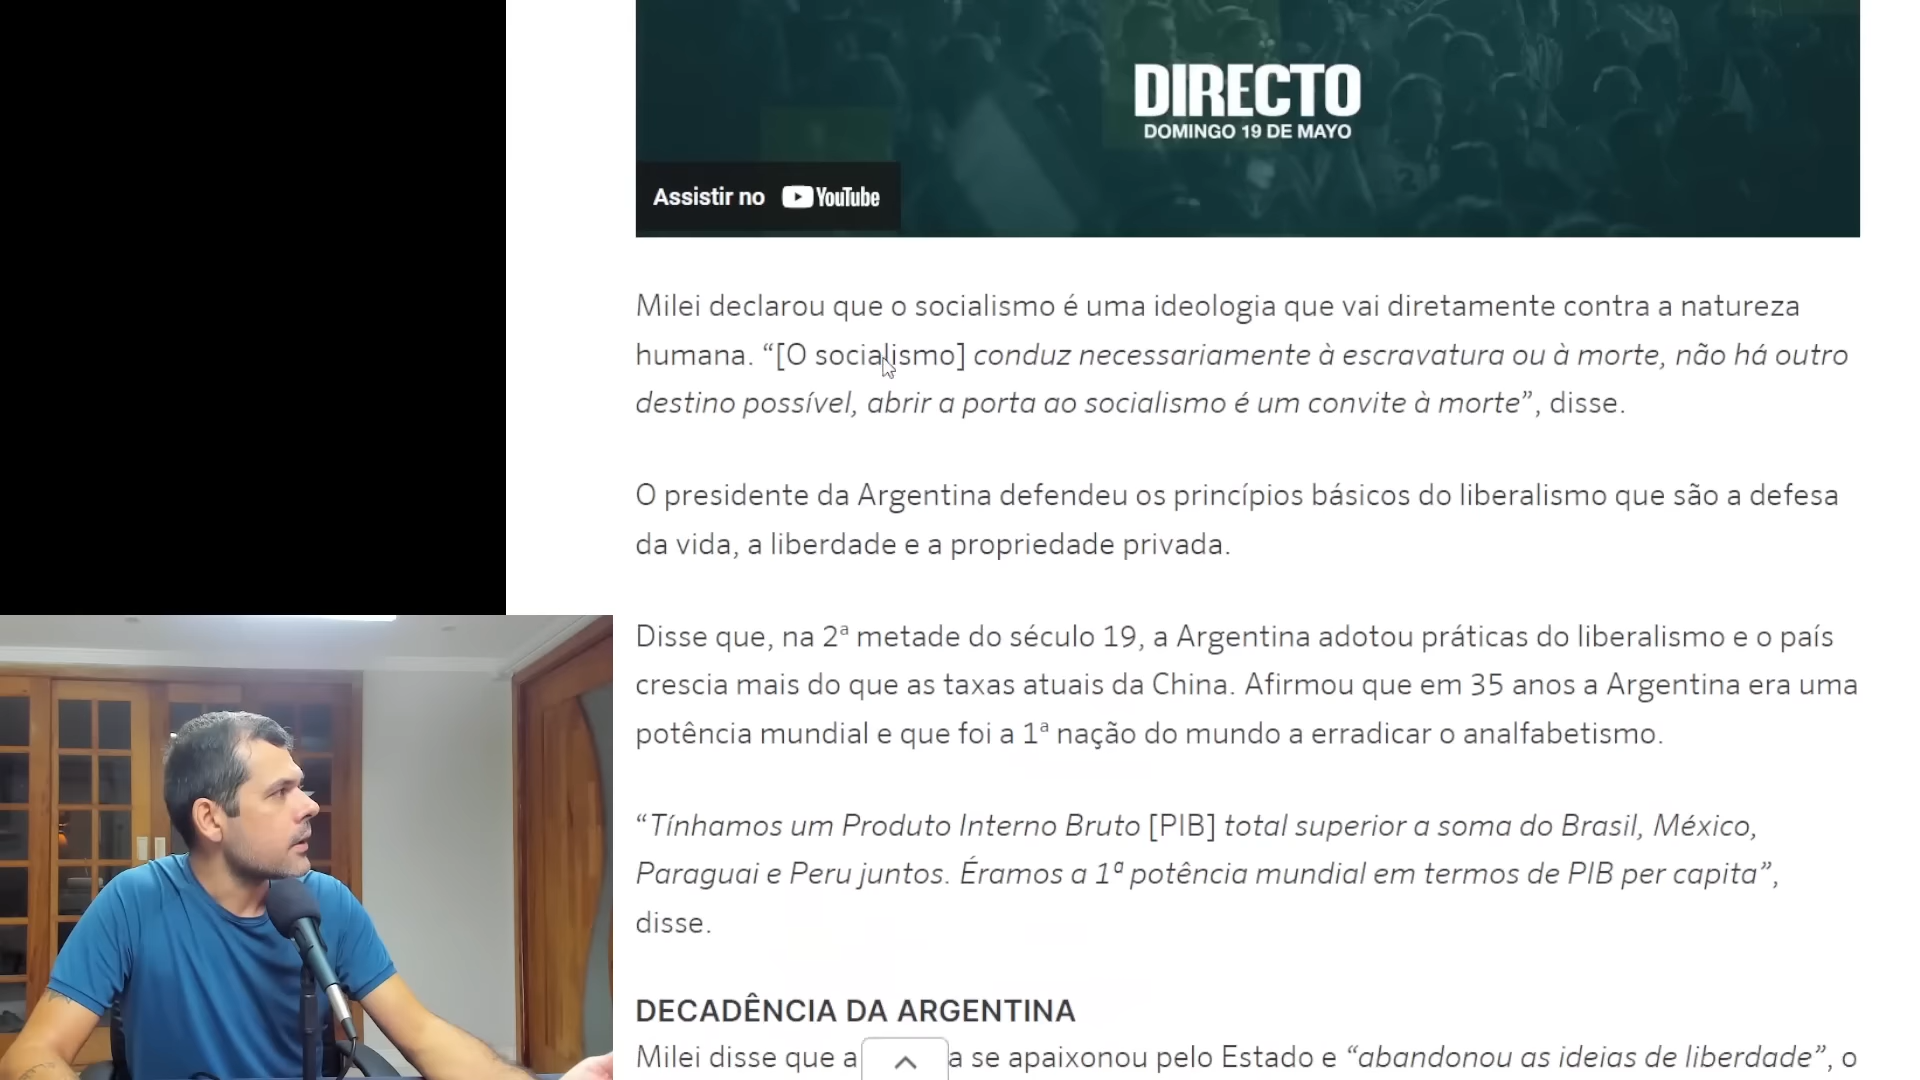 DIRECTO
DOMINGO 19 DE MAYO
Assistir no YouTube
Milei declarou que o socialismo é uma ideologia que vai diretamente contra a natureza
humana. “[O socialismo] conduz necessariamente à escravatura ou à morte, não há outro
destino possível, abrir a porta ao socialismo é um convite à morte”, disse.
O presidente da Argentina defendeu os princípios básicos do liberalismo que são a defesa
da vida, a liberdade e a propriedade privada.
Disse que, na 2ª metade do século 19, a Argentina adotou práticas do liberalismo e o país
crescia mais do que as taxas atuais da China. Afirmou que em 35 anos a Argentina era uma
potência mundial e que foi a 1ª nação do mundo a erradicar o analfabetismo.
“Tínhamos um Produto Interno Bruto [PIB] total superior a soma do Brasil, México,
Paraguai e Peru juntos. Éramos a 1ª potência mundial em termos de PIB per capita”,
disse.
DECADÊNCIA DA ARGENTINA
Milei disse que a a se apaixonou pelo Estado e “abandonou as ideias de liberdade”, o